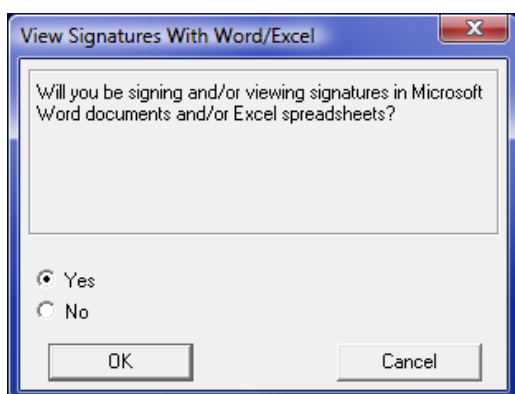 View Signatures With Word/Excel
Will you be signing and/or viewing signatures in Microsoft
Word documents and/or Excel spreadsheets?
Yes
No
OK Cancel